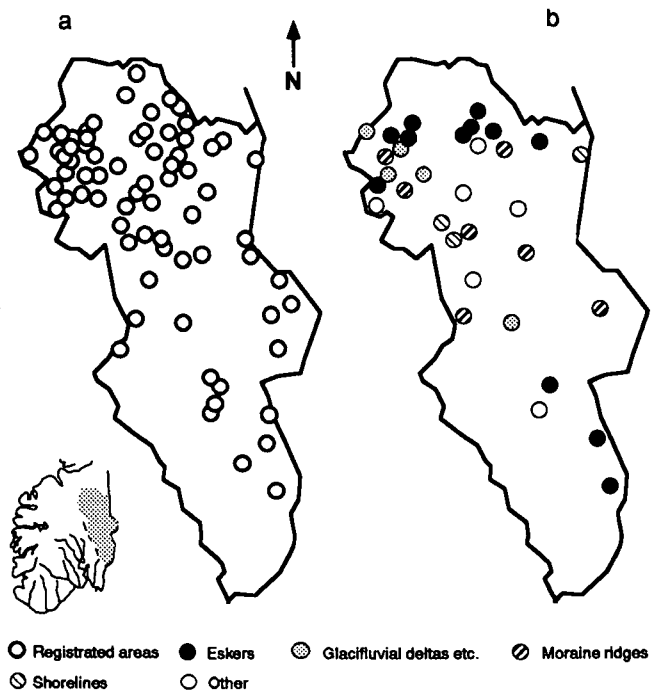 a
b
N
Registrated areas Eskers Glacifluvial deltas etc. Moraine ridges
Shorelines Other